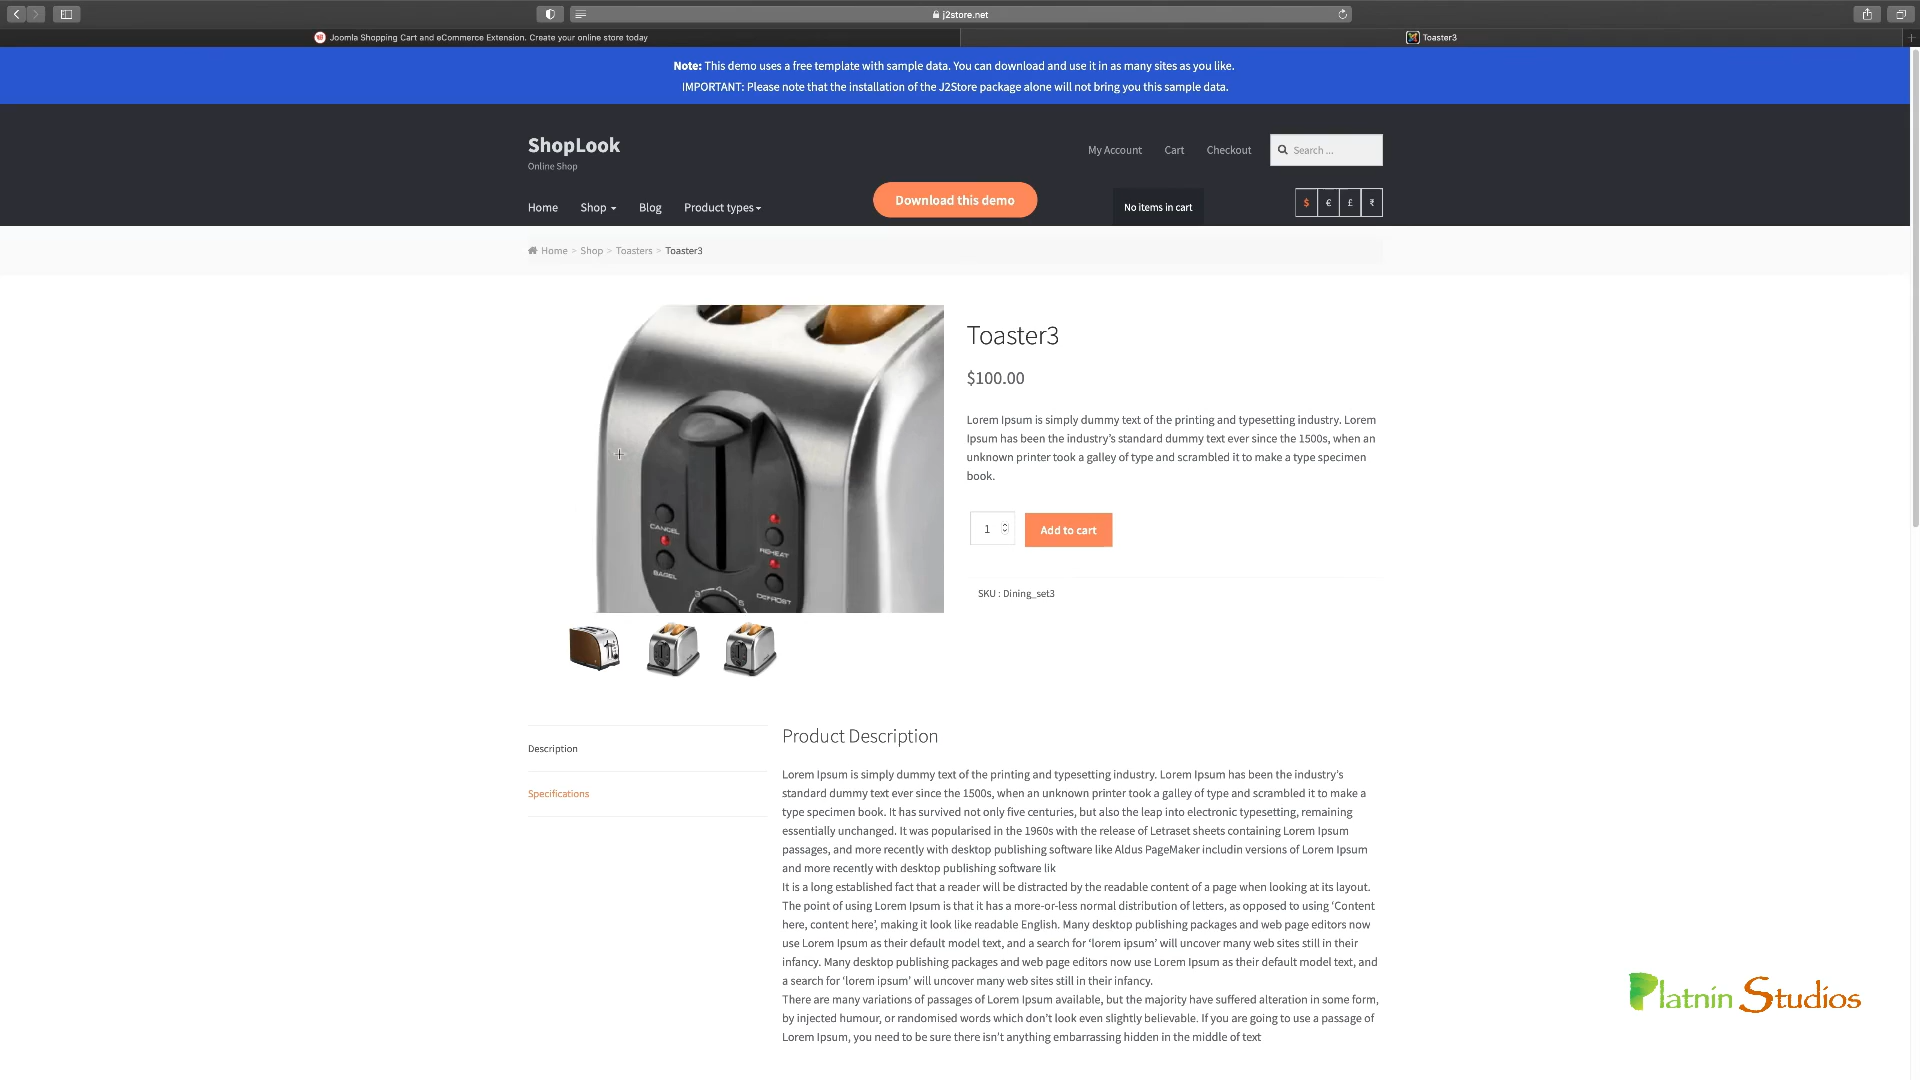 j2store.net
Joomla Shopping Cart and eCommerce Extension. Create your online store today
Toaster3
Note: This demo uses a free template with sample data. You can download and use it in as many sites as you like.
IMPORTANT: Please note that the installation of the J2Store package alone will not bring you this sample data.
ShopLook
Online Shop
My Account
Cart
Checkout
Search ...
Home
Shop
Blog
Product types
Download this demo
No items in cart
$ € £ ₹
Home > Shop > Toasters > Toaster3
CANCEL
BAGEL
REHEAT
DEFROST
3 4 5
Toaster3
$100.00
Lorem Ipsum is simply dummy text of the printing and typesetting industry. Lorem
Ipsum has been the industry’s standard dummy text ever since the 1500s, when an
unknown printer took a galley of type and scrambled it to make a type specimen
book.
1
Add to cart
SKU : Dining_set3
Description
Specifications
Product Description
Lorem Ipsum is simply dummy text of the printing and typesetting industry. Lorem Ipsum has been the industry’s
standard dummy text ever since the 1500s, when an unknown printer took a galley of type and scrambled it to make a
type specimen book. It has survived not only five centuries, but also the leap into electronic typesetting, remaining
essentially unchanged. It was popularised in the 1960s with the release of Letraset sheets containing Lorem Ipsum
passages, and more recently with desktop publishing software like Aldus PageMaker includin versions of Lorem Ipsum
and more recently with desktop publishing software lik
It is a long established fact that a reader will be distracted by the readable content of a page when looking at its layout.
The point of using Lorem Ipsum is that it has a more-or-less normal distribution of letters, as opposed to using ‘Content
here, content here’, making it look like readable English. Many desktop publishing packages and web page editors now
use Lorem Ipsum as their default model text, and a search for ‘lorem ipsum’ will uncover many web sites still in their
infancy. Many desktop publishing packages and web page editors now use Lorem Ipsum as their default model text, and
a search for ‘lorem ipsum’ will uncover many web sites still in their infancy.
There are many variations of passages of Lorem Ipsum available, but the majority have suffered alteration in some form,
by injected humour, or randomised words which don’t look even slightly believable. If you are going to use a passage of
Lorem Ipsum, you need to be sure there isn’t anything embarrassing hidden in the middle of text
Platnin Studios